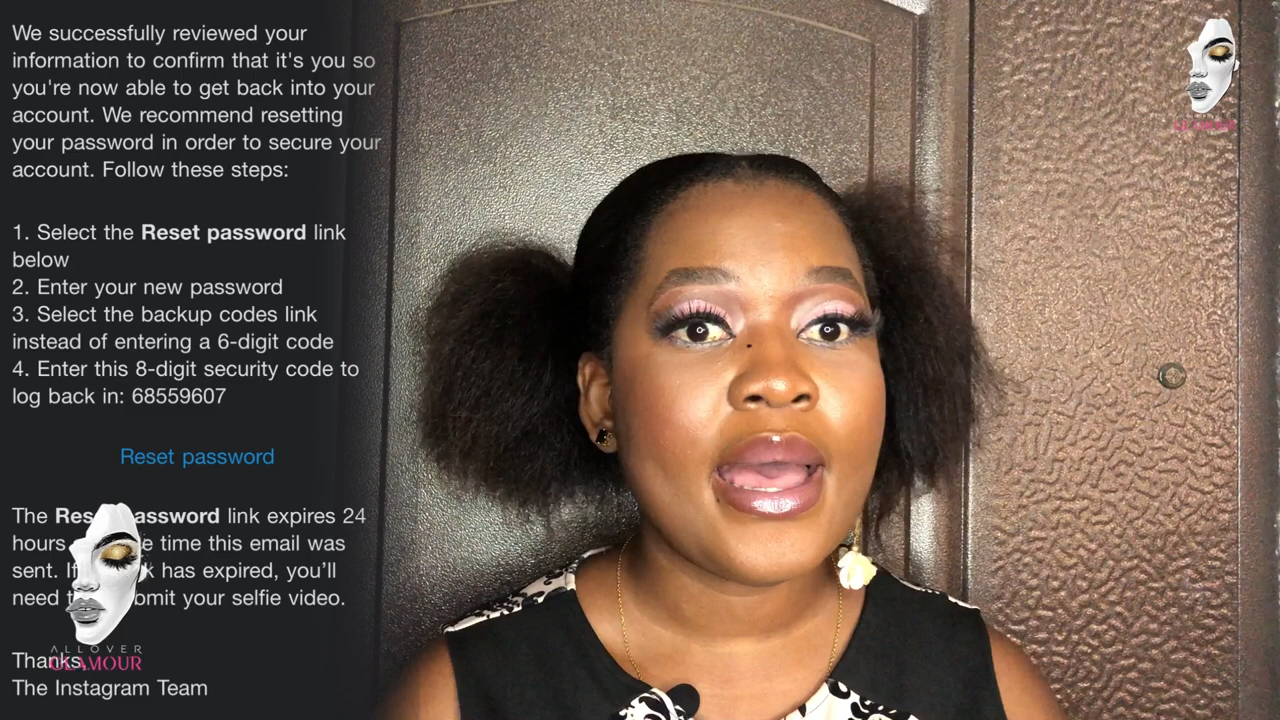 We successfully reviewed your
information to confirm that it's you so
you're now able to get back into your
account. We recommend resetting
your password in order to secure your
account. Follow these steps:
1. Select the Reset password link
below
2. Enter your new password
3. Select the backup codes link
instead of entering a 6-digit code
4. Enter this 8-digit security code to
log back in: 68559607
Reset password
The link expires 24
hours time this email was
sent. has expired, you'll
need your selfie video.
ALLOVER
Thanks,
GLAMOUR
The Instagram Team
GLAMOUR